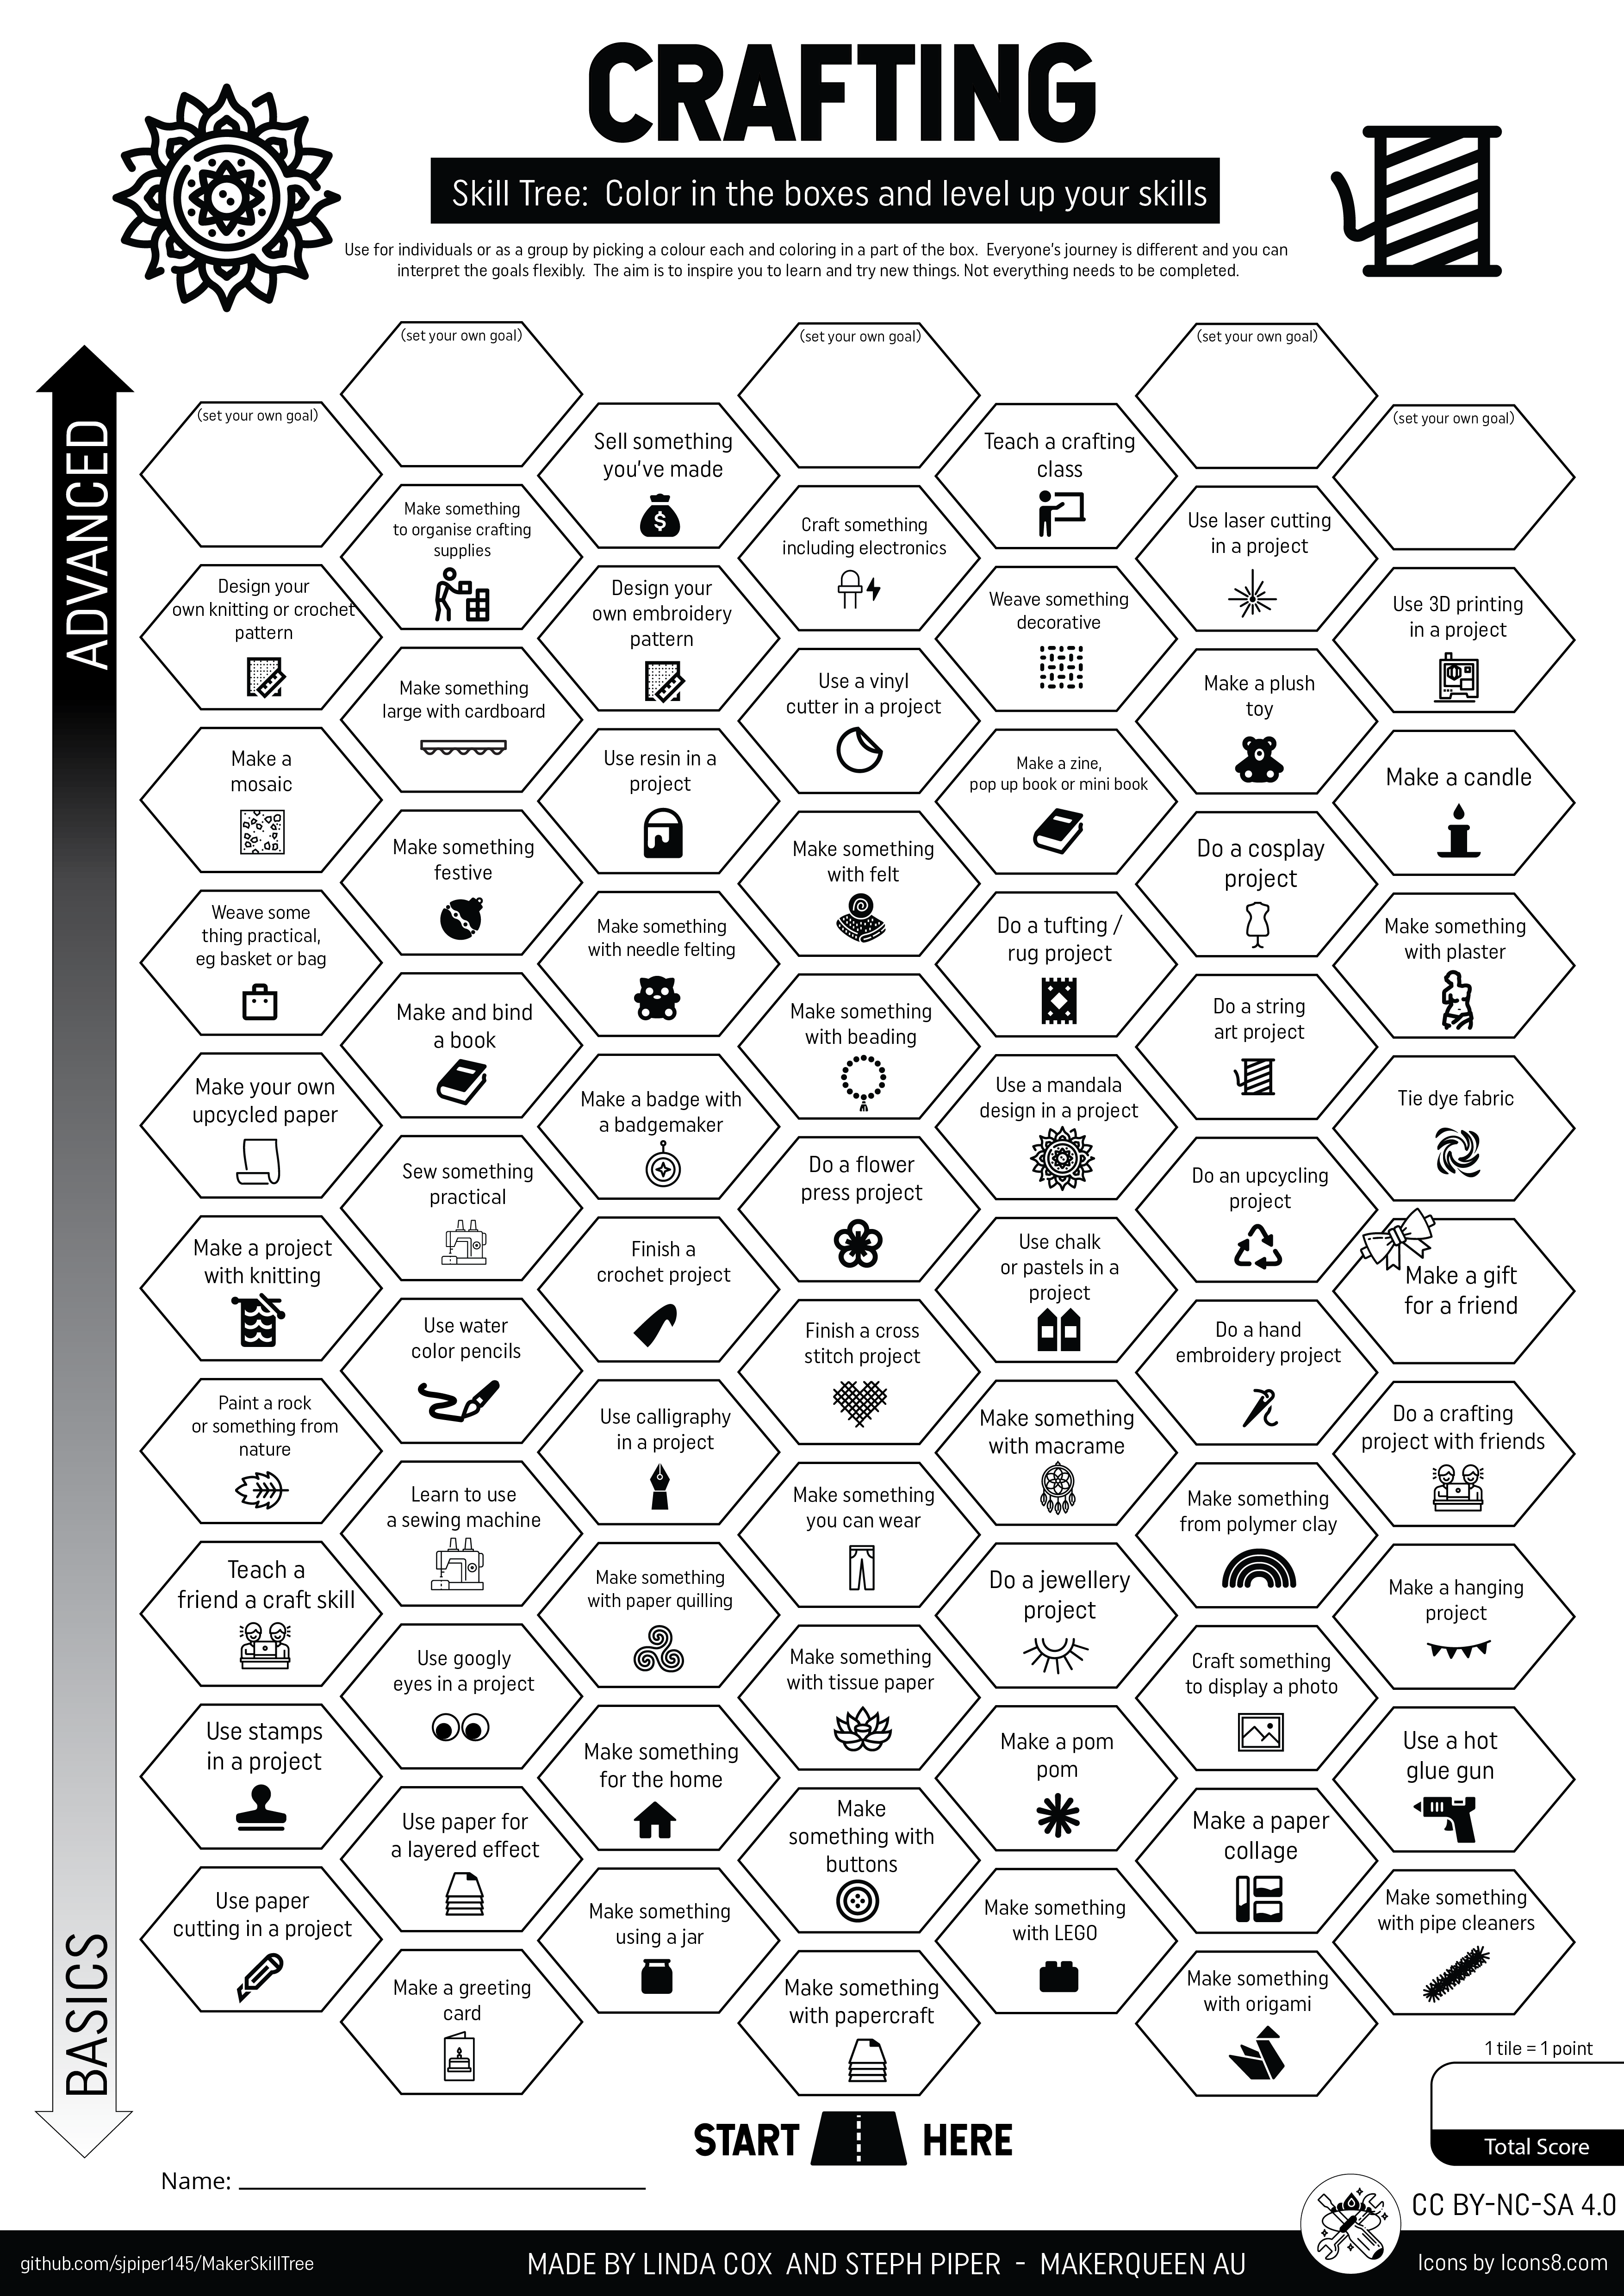 CRAFTING
Skill Tree: Color in the boxes and level up your skills
Use for individuals or as a group by picking a colour each and coloring in a part of the box. Everyone's journey is different and you can
interpret the goals flexibly. The aim is to inspire you to learn and try new things. Not everything needs to be completed.
ADVANCED
BASICS
(set your own goal)
(set your own goal)
(set your own goal)
(set your own goal)
(set your own goal)
Sell something
you've made
Teach a crafting
class
Make something
to organise crafting
supplies
Craft something
including electronics
Use laser cutting
in a project
Design your
own knitting or crochet
pattern
Design your
own embroidery
pattern
Weave something
decorative
Use 3D printing
in a project
Make something
large with cardboard
Use a vinyl
cutter in a project
Make a plush
toy
Make a
mosaic
Use resin in a
project
Make a zine,
pop up book or mini book
Make a candle
Make something
festive
Make something
with felt
Do a cosplay
project
Weave some
thing practical,
eg basket or bag
Make something
with needle felting
Do a tufting /
rug project
Make something
with plaster
Make and bind
a book
Make something
with beading
Do a string
art project
Make your own
upcycled paper
Make a badge with
a badgemaker
Use a mandala
design in a project
Tie dye fabric
Sew something
practical
Do a flower
press project
Do an upcycling
project
Make a project
with knitting
Finish a
crochet project
Use chalk
or pastels in a
project
Make a gift
for a friend
Use water
color pencils
Finish a cross
stitch project
Do a hand
embroidery project
Paint a rock
or something from
nature
Use calligraphy
in a project
Make something
with macrame
Do a crafting
project with friends
Learn to use
a sewing machine
Make something
you can wear
Make something
from polymer clay
Teach a
friend a craft skill
Make something
with paper quilling
Do a jewellery
project
Make a hanging
project
Use googly
eyes in a project
Make something
with tissue paper
Craft something
to display a photo
Use stamps
in a project
Make something
for the home
Make a pom
pom
Use a hot
glue gun
Use paper for
a layered effect
Make
something with
buttons
Make a paper
collage
Use paper
cutting in a project
Make something
using a jar
Make something
with LEGO
Make something
with pipe cleaners
Make a greeting
card
Make something
with papercraft
Make something
with origami
1 tile = 1 point
Total Score
START HERE
Name:
CC BY-NC-SA 4.0
github.com/sjpiper145/MakerSkillTree
MADE BY LINDA COX AND STEPH PIPER - MAKERQUEEN AU
Icons by Icons8.com